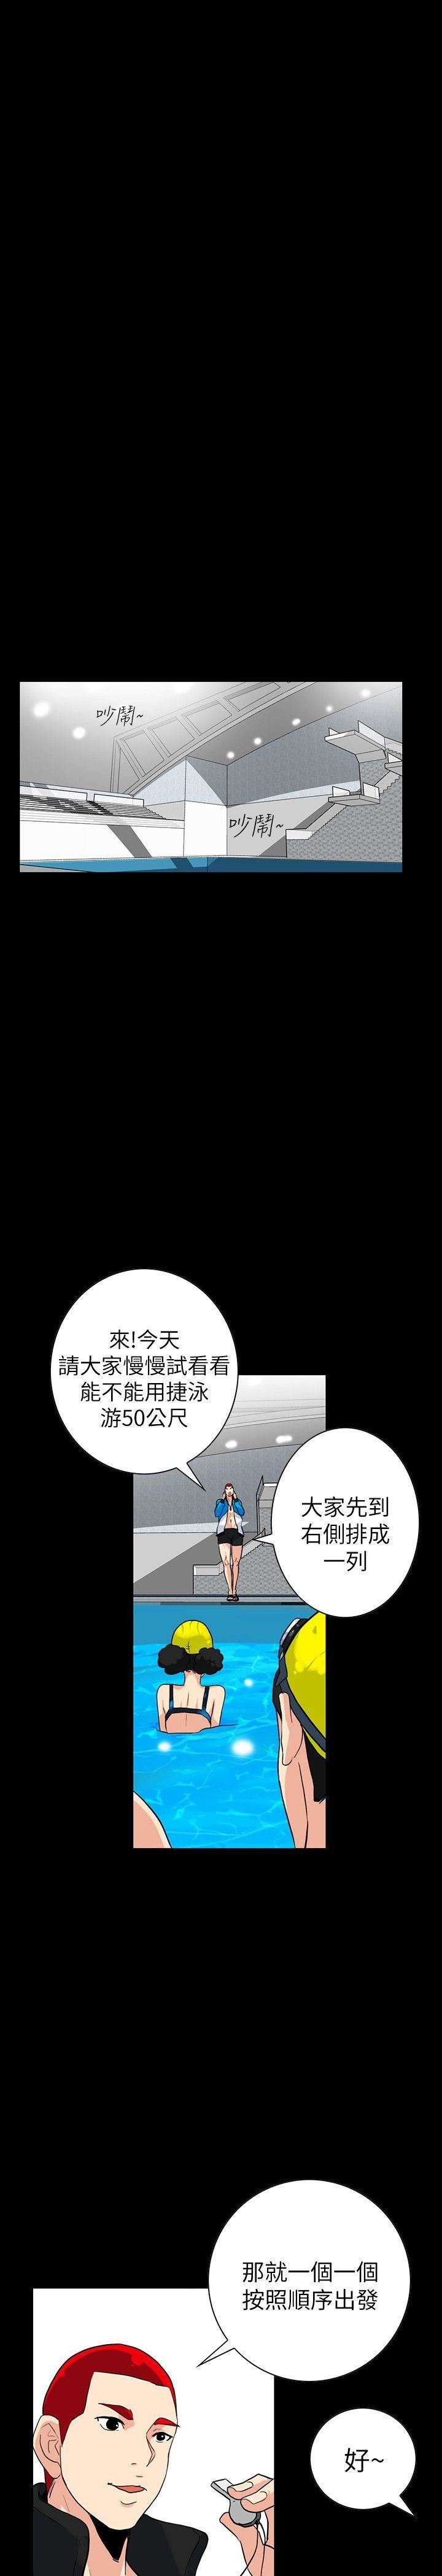 吵鬧~
吵鬧~
來!今天
請大家慢慢試看看
能不能用捷泳
游50公尺
大家先到
右側排成
一列
那就一個一個
按照順序出發
好~